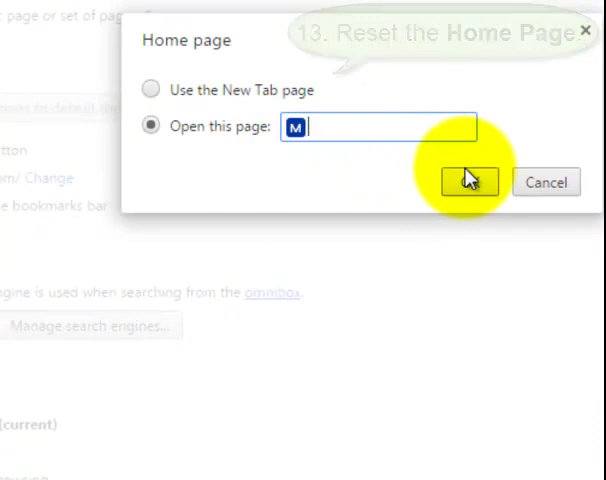 page or set of pag
13. Reset the Home Page
Home page
Use the New Tab page
Open this page: M
tton
om/ Change
Cancel
e bookmarks bar
ngine is used when searching from the omnibox.
Manage search engines...
(current)